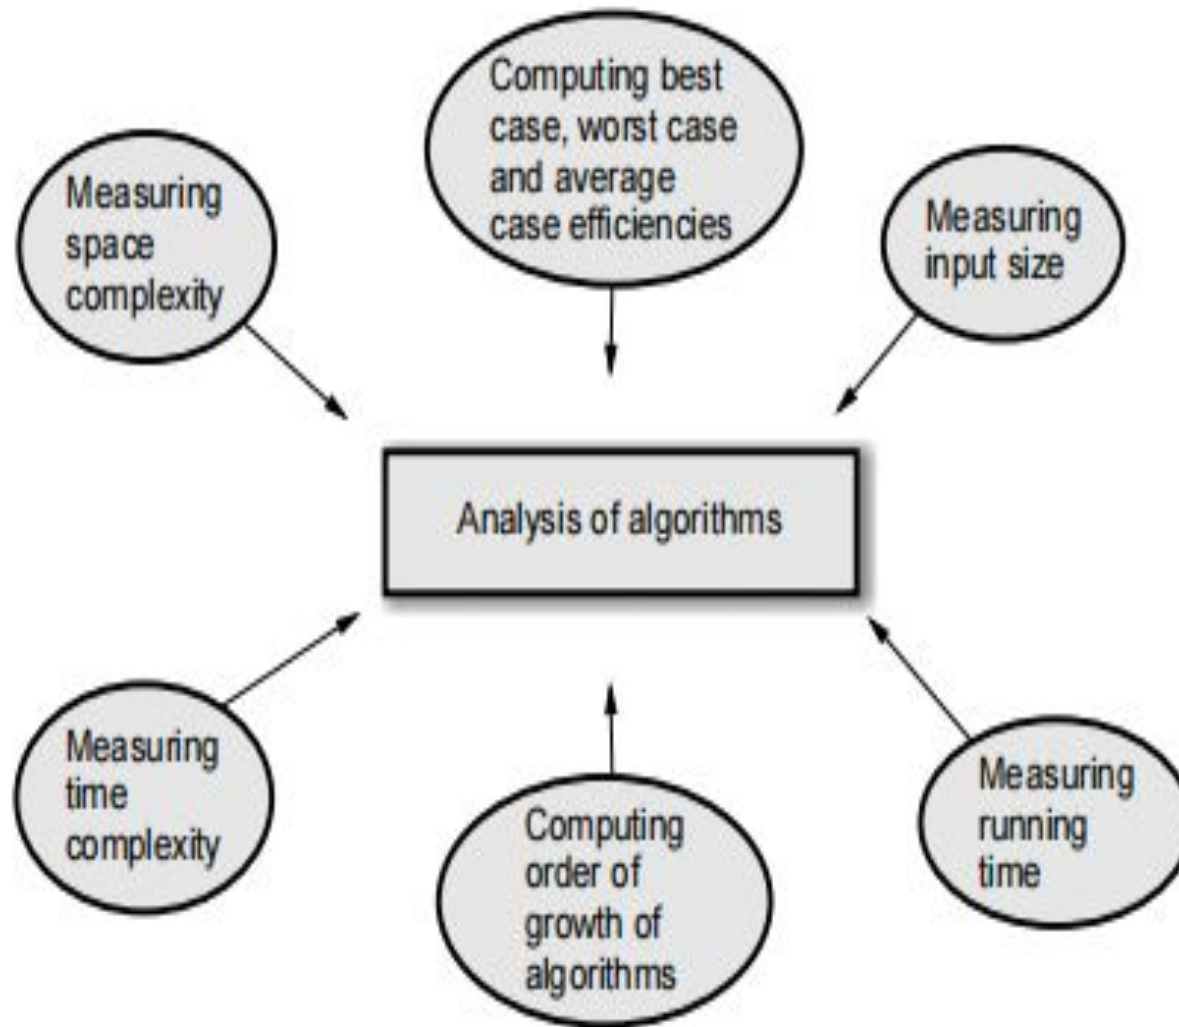 Computing best
case, worst case
and average
case efficiencies
Measuring
space
complexity
Measuring
input size
Analysis of algorithms
Measuring
time
complexity
Computing
order of
growth of
algorithms
Measuring
running
time